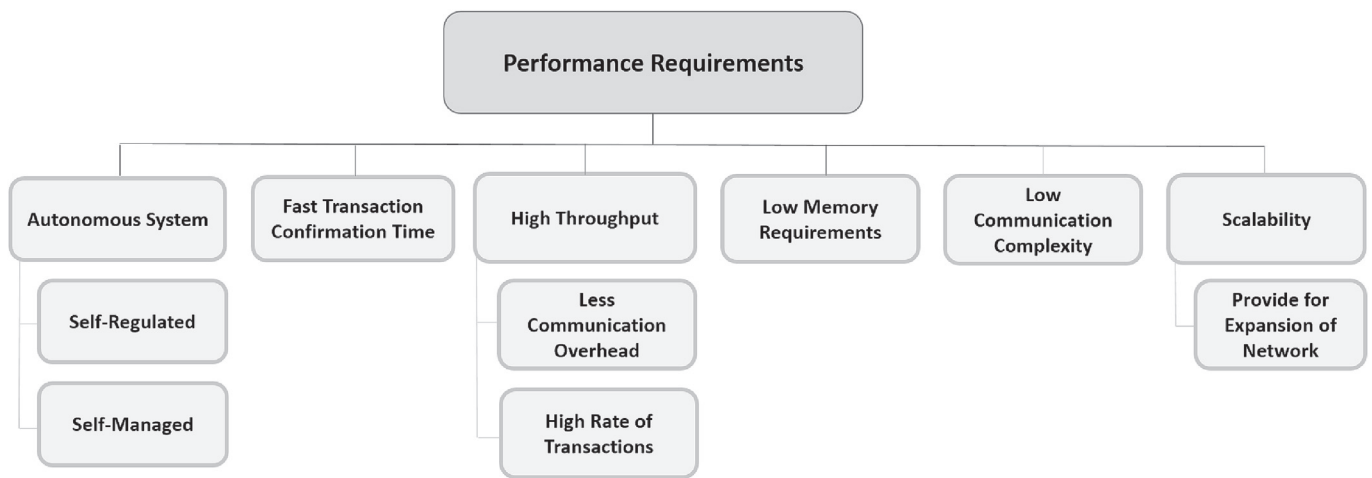 Performance Requirements
Autonomous System
Self-Regulated
Self-Managed
Fast Transaction
Confirmation Time
High Throughput
Less
Communication
Overhead
High Rate of
Transactions
Low Memory
Requirements
Low
Communication
Complexity
Scalability
Provide for
Expansion of
Network